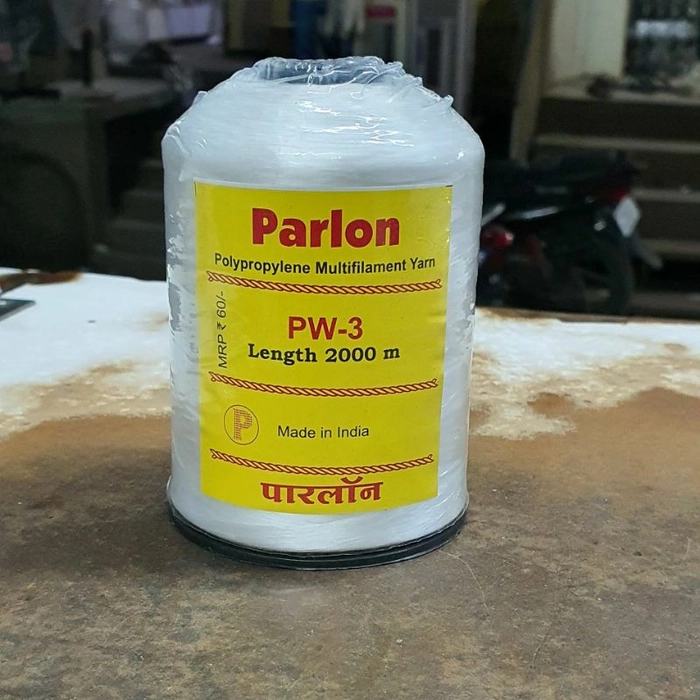 Parlon
Polypropylene Multifilament Yarn
MRP ₹ 60/-
PW-3
Length 2000 m
P
Made in India
पारलॉन